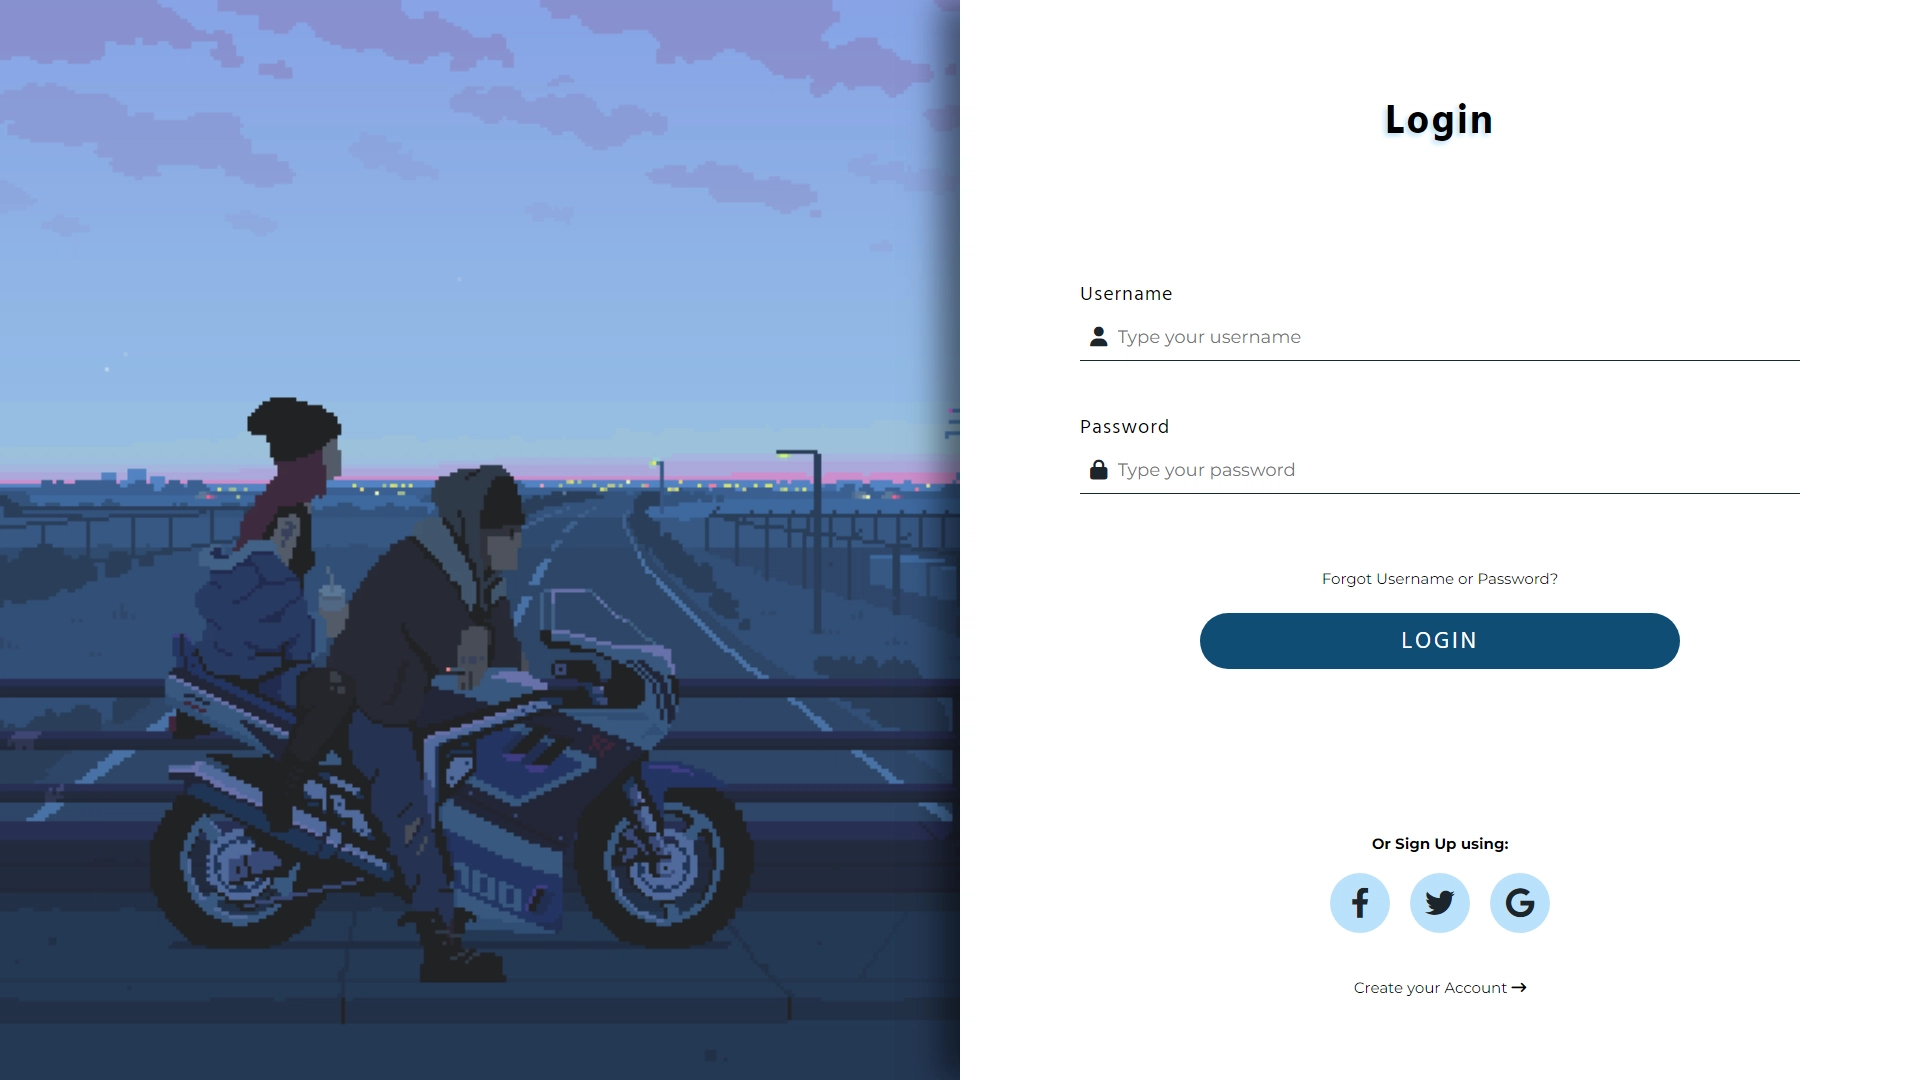 Login
Username
Type your username
Password
Type your password
Forgot Username or Password?
LOGIN
Or Sign Up using:
Create your Account →